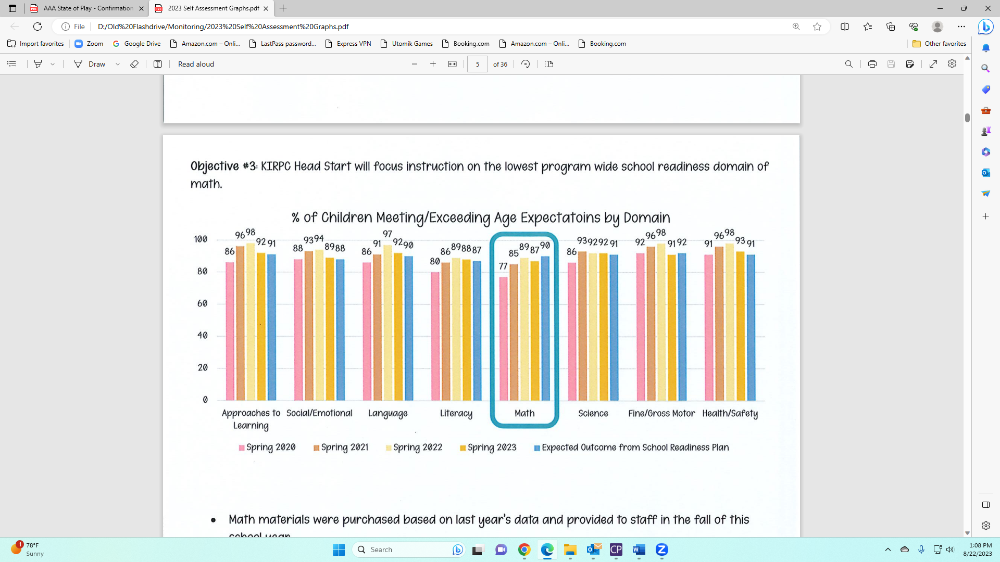 AAA State of Play - Confirmation
2023 Self Assessment Graphs.pdf
File
D:/Old%20Flashdrive/Monitoring/2023%20Self%20Assessment%20Graphs.pdf
Import favorites
Zoom
Google Drive
Amazon.com – Onli...
LastPass password...
Express VPN
Utomik Games
Booking.com
Amazon.com – Onli...
Booking.com
Other favorites
Draw
Read aloud
5 of 36
Objective #3: KIRPC Head Start will focus instruction on the lowest program wide school readiness domain of
math.
% of Children Meeting/Exceeding Age Expectatoins by Domain
100
80
60
40
20
0
86 96 98 92 91
88 93 94 89 88
86 91 97 92 90
80 86 89 88 87
77 85 89 87 90
86 93 92 92 91
92 96 98 91 92
91 96 98 93 91
Approaches to
Learning
Social/Emotional
Language
Literacy
Math
Science
Fine/Gross Motor
Health/Safety
Spring 2020
Spring 2021
Spring 2022
Spring 2023
Expected Outcome from School Readiness Plan
• Math materials were purchased based on last year's data and provided to staff in the fall of this
school year
1
78°F
Sunny
Search
CP
1:08 PM
8/22/2023